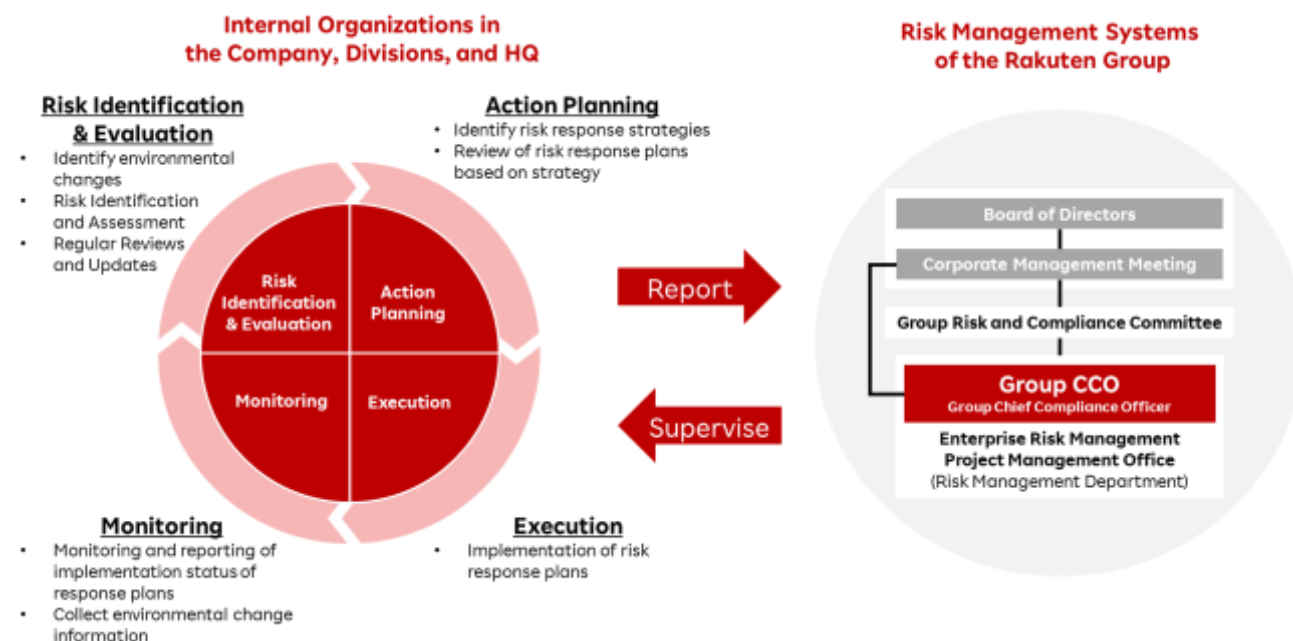 Internal Organizations in
the Company, Divisions, and HQ
Risk Identification
& Evaluation
• Identify environmental
changes
• Risk Identification
and Assessment
• Regular Reviews
and Updates
Action Planning
• Identify risk response strategies
• Review of risk response plans
based on strategy
Risk
Identification
& Evaluation
Action
Planning
Monitoring
Execution
Monitoring
• Monitoring and reporting of
implementation status of
response plans
• Collect environmental change
information
Execution
• Implementation of risk
response plans
Report
Supervise
Risk Management Systems
of the Rakuten Group
Board of Directors
Corporate Management Meeting
Group Risk and Compliance Committee
Group CCO
Group Chief Compliance Officer
Enterprise Risk Management
Project Management Office
(Risk Management Department)